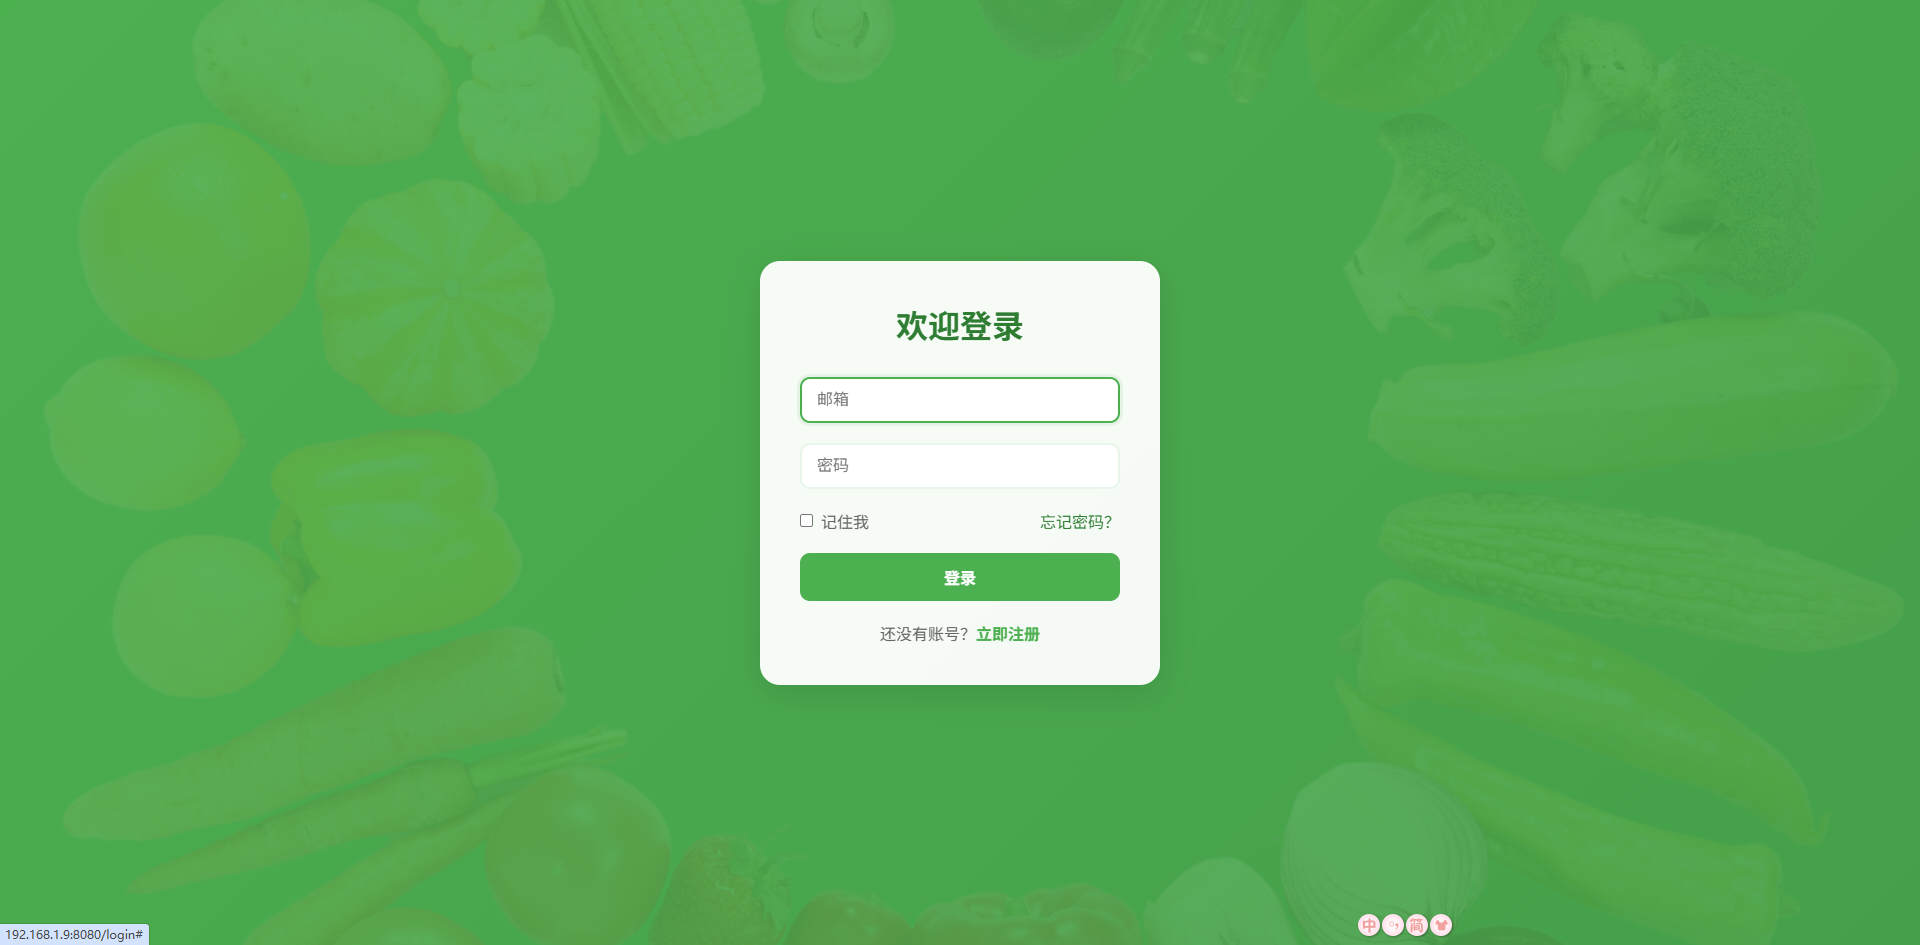 欢迎登录
邮箱
密码
记住我 忘记密码?
登录
还没有账号? 立即注册
192.168.1.9:8080/login#
中 简